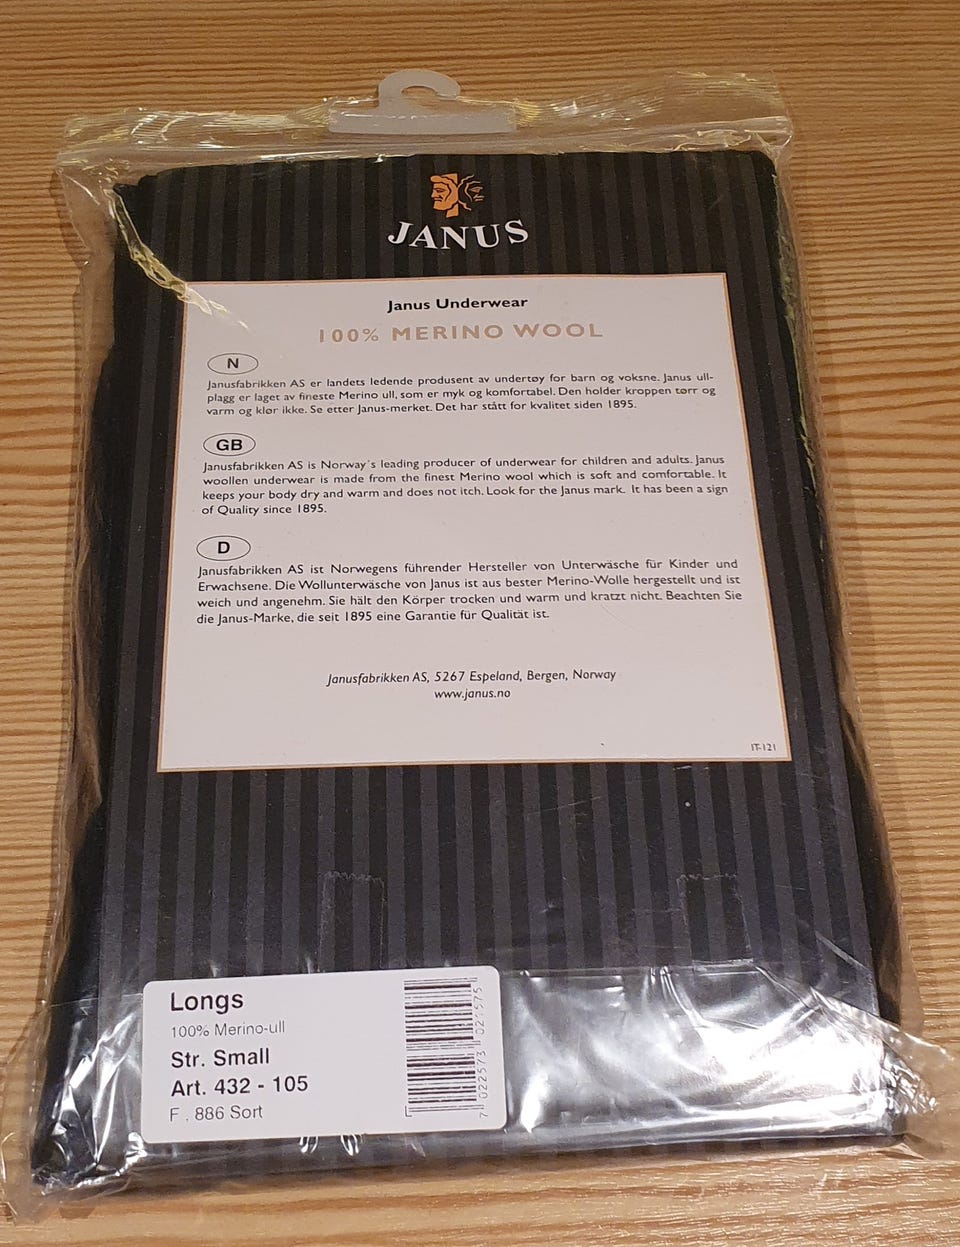 JANUS
Janus Underwear
100% MERINO WOOL
N
Janusfabrikken AS er landets ledende produsent av undertøy for barn og voksne. Janus ull-
plagg er laget av fineste Merino ull, som er myk og komfortabel. Den holder kroppen tørr og
varm og klør ikke. Se etter Janus-merket. Det har stått for kvalitet siden 1895.
GB
Janusfabrikken AS is Norway's leading producer of underwear for children and adults. Janus
woollen underwear is made from the finest Merino wool which is soft and comfortable. It
keeps your body dry and warm and does not itch. Look for the Janus mark. It has been a sign
of Quality since 1895.
D
Janusfabrikken AS ist Norwegens führender Hersteller von Unterwäsche für Kinder und
Erwachsene. Die Wollunterwäsche von Janus ist aus bester Merino-Wolle hergestellt und ist
weich und angenehm. Sie hält den Körper trocken und warm und kratzt nicht. Beachten Sie
die Janus-Marke, die seit 1895 eine Garantie für Qualität ist.
Janusfabrikken AS, 5267 Espeland, Bergen, Norway
www.janus.no
IT-121
Longs
100% Merino-ull
Str. Small
Art. 432 - 105
F . 886 Sort
7 022573 021575